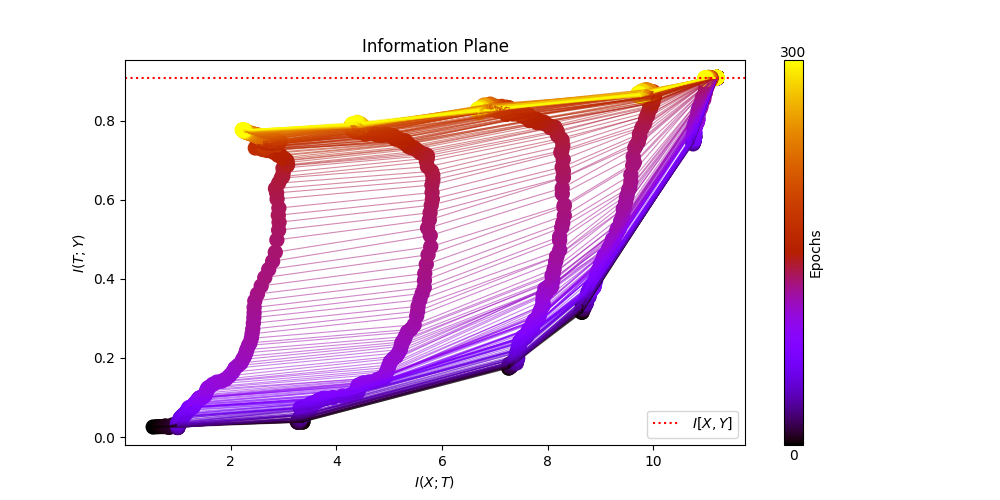 Information Plane
300
0.8
0.6
0.4
0.2
0.0
I(T; Y)
Epochs
I[X, Y]
0
2 4 6 8 10
I(X; T)